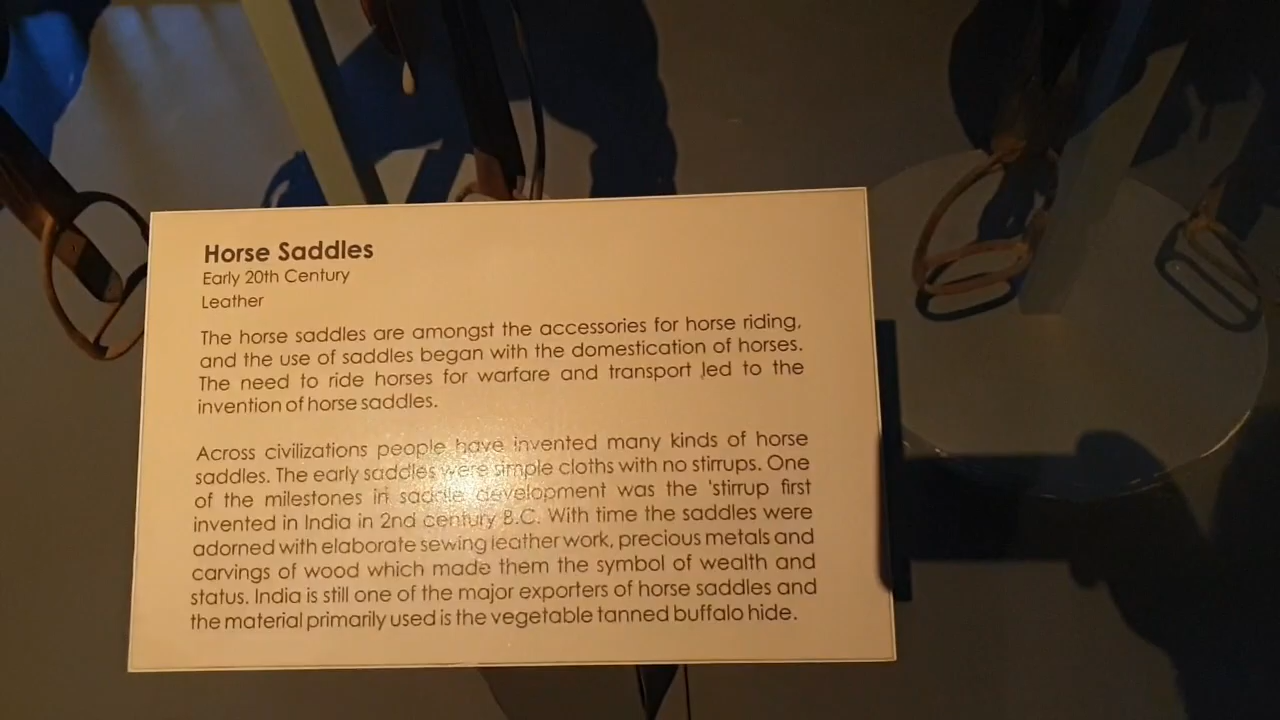 Horse Saddles
Early 20th Century
Leather
The horse saddles are amongst the accessories for horse riding,
and the use of saddles began with the domestication of horses.
The need to ride horses for warfare and transport led to the
invention of horse saddles.
Across civilizations people have invented many kinds of horse
saddles. The early saddles were simple cloths with no stirrups. One
of the milestones in saddle development was the 'stirrup first
invented in India in 2nd century B.C. With time the saddles were
adorned with elaborate sewing leather work, precious metals and
carvings of wood which made them the symbol of wealth and
status. India is still one of the major exporters of horse saddles and
the material primarily used is the vegetable tanned buffalo hide.